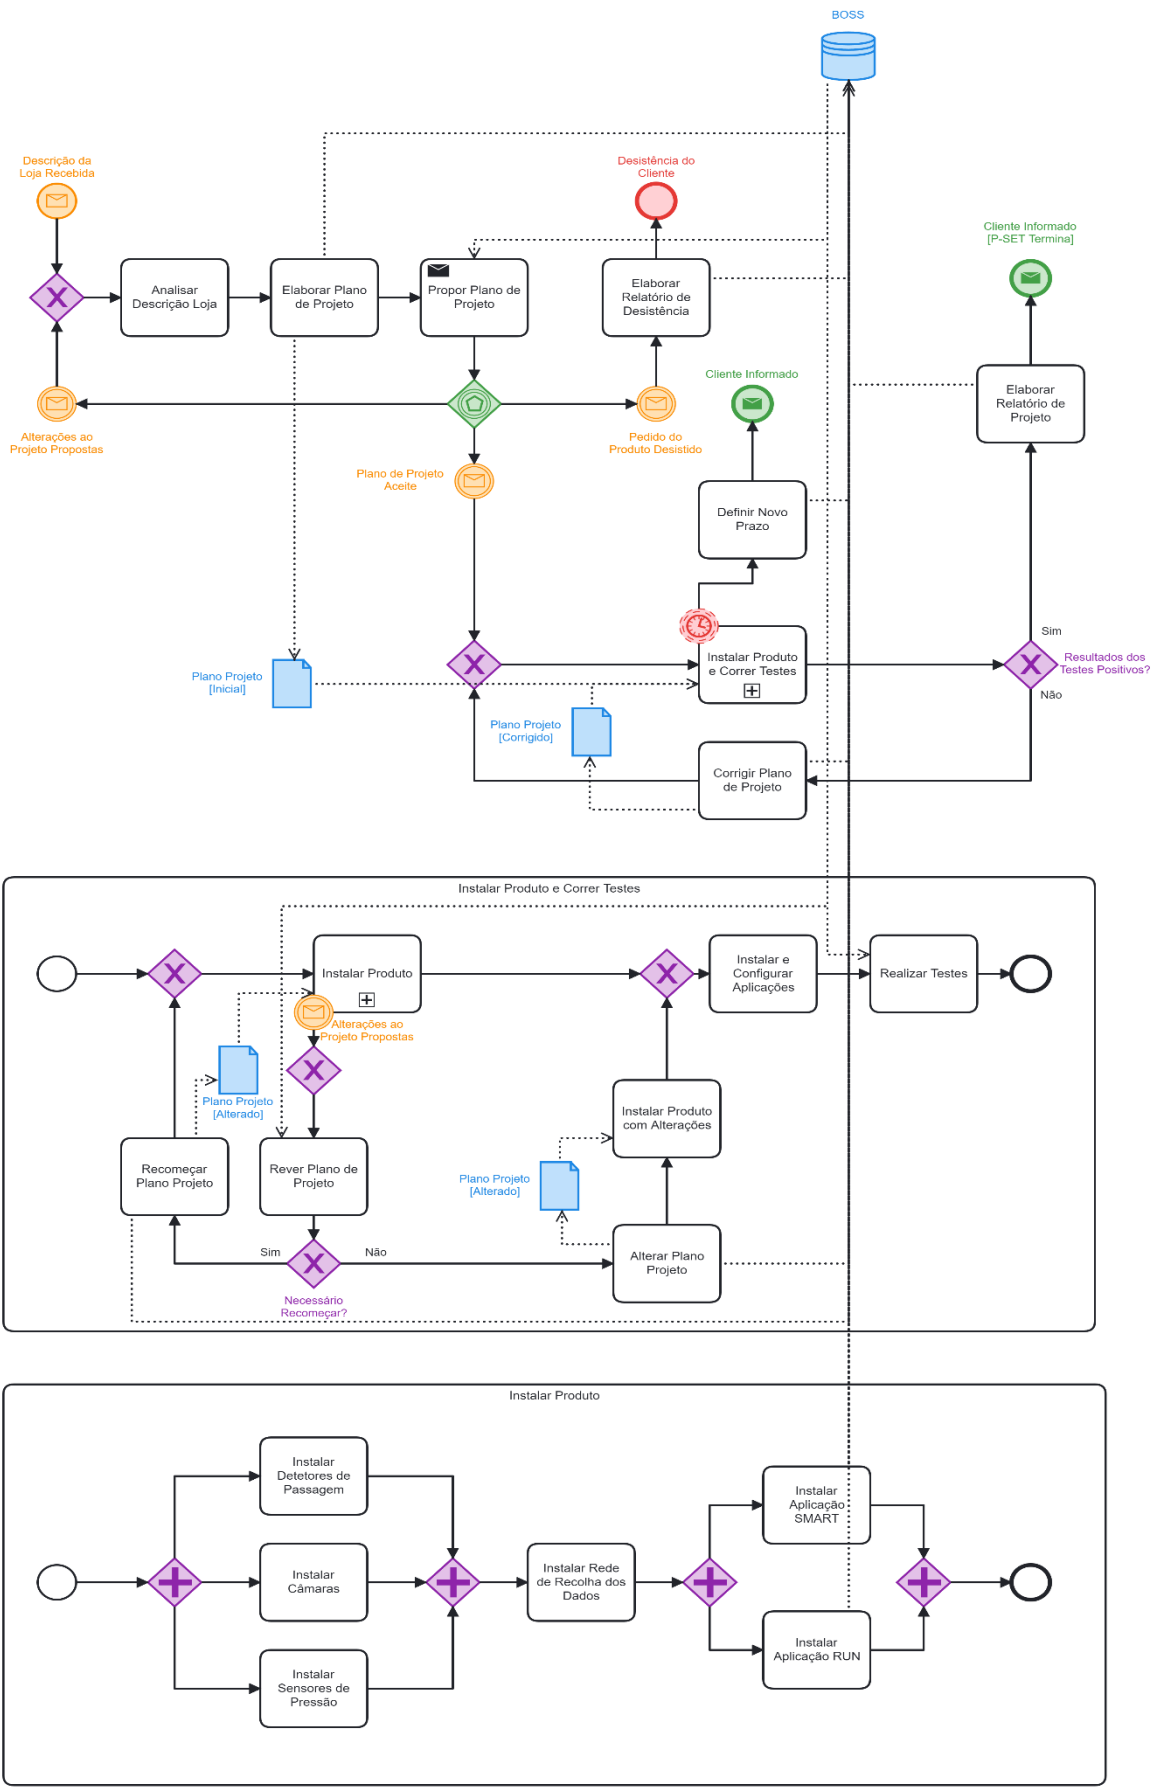 BOSS
Descrição da
Loja Recebida
Desistência do
Cliente
Cliente Informado
[P-SET Termina]
Analisar
Descrição Loja
Elaborar Plano
de Projeto
Propor Plano de
Projeto
Elaborar
Relatório de
Desistência
Cliente Informado
Elaborar
Relatório de
Projeto
Alterações ao
Projeto Propostas
Pedido do
Produto Desistido
Plano de Projeto
Aceite
Definir Novo
Prazo
Sim
Instalar Produto
e Correr Testes
Resultados dos
Testes Positivos?
Não
Plano Projeto
[Inicial]
Plano Projeto
[Corrigido]
Corrigir Plano
de Projeto
Instalar Produto e Correr Testes
Instalar Produto
Instalar e
Configurar
Aplicações
Realizar Testes
Alterações ao
Projeto Propostas
Plano Projeto
[Alterado]
Instalar Produto
com Alterações
Recomeçar
Plano Projeto
Rever Plano de
Projeto
Plano Projeto
[Alterado]
Sim
Não
Alterar Plano
Projeto
Necessário
Recomeçar?
Instalar Produto
Instalar
Detetores de
Passagem
Instalar
Aplicação
SMART
Instalar
Câmaras
Instalar Rede
de Recolha dos
Dados
Instalar
Aplicação RUN
Instalar
Sensores de
Pressão